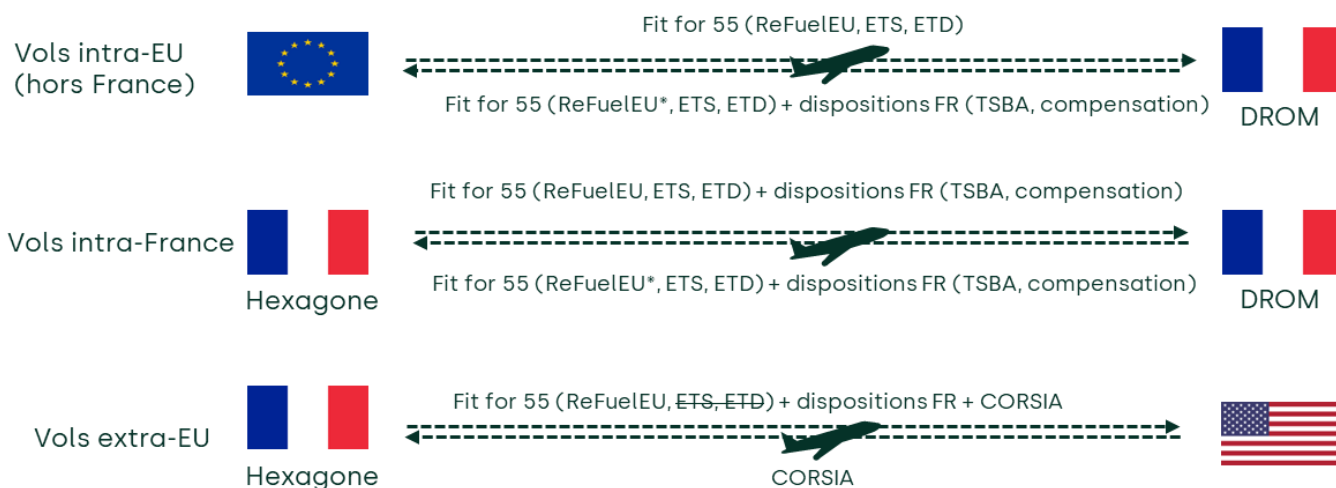 Fit for 55 (ReFuelEU, ETS, ETD)
Vols intra-EU
(hors France)
Fit for 55 (ReFuelEU*, ETS, ETD) + dispositions FR (TSBA, compensation)
DROM
Fit for 55 (ReFuelEU, ETS, ETD) + dispositions FR (TSBA, compensation)
Vols intra-France
Fit for 55 (ReFuelEU*, ETS, ETD) + dispositions FR (TSBA, compensation)
Hexagone
DROM
Fit for 55 (ReFuelEU, ETS, ETD) + dispositions FR + CORSIA
Vols extra-EU
Hexagone
CORSIA